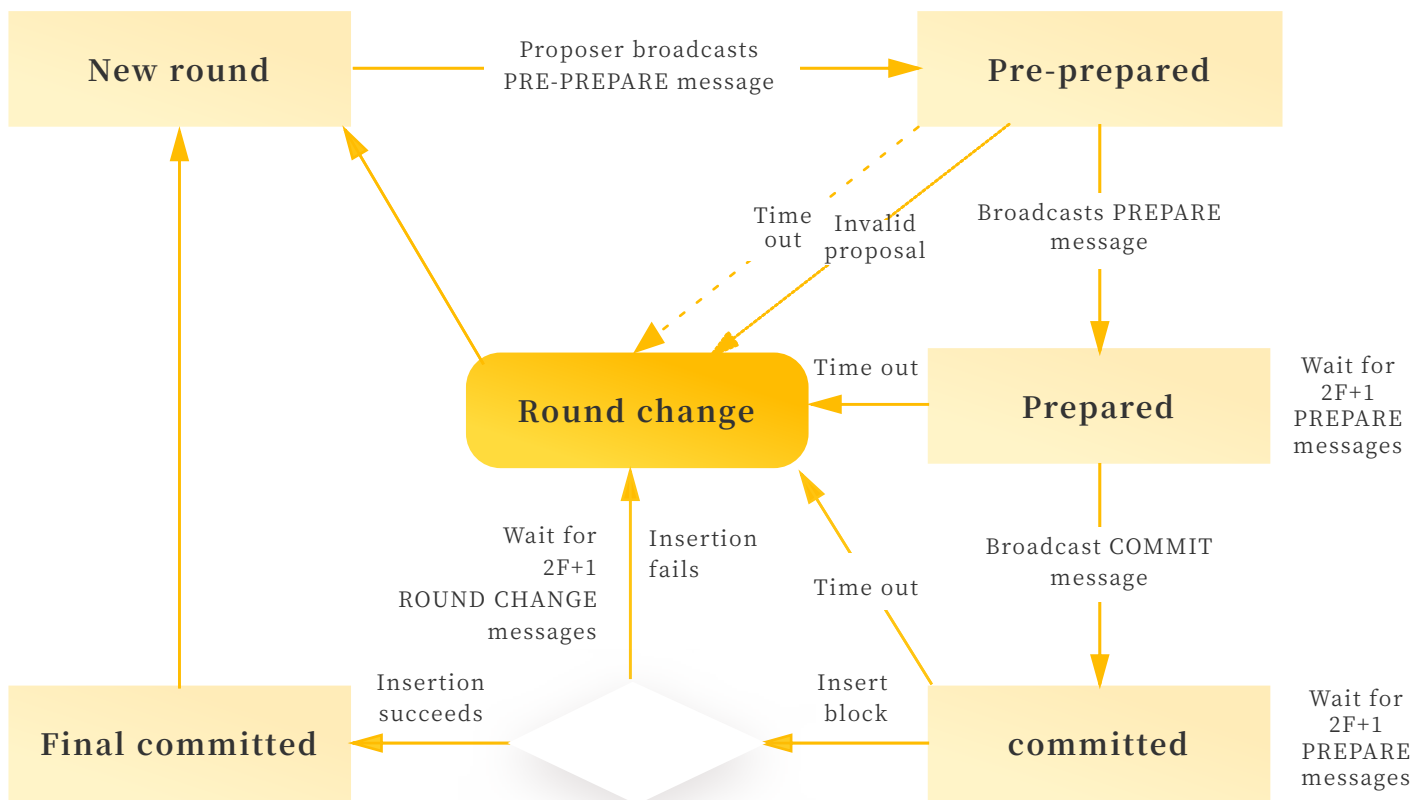 New round
Proposer broadcasts
PRE-PREPARE message
Pre-prepared
Time
out
Invalid
proposal
Broadcasts PREPARE
message
Round change
Time out
Prepared
Wait for
2F+1
PREPARE
messages
Wait for
2F+1
ROUND CHANGE
messages
Insertion
fails
Time out
Broadcast COMMIT
message
Final committed
Insertion
succeeds
Insert
block
committed
Wait for
2F+1
PREPARE
messages